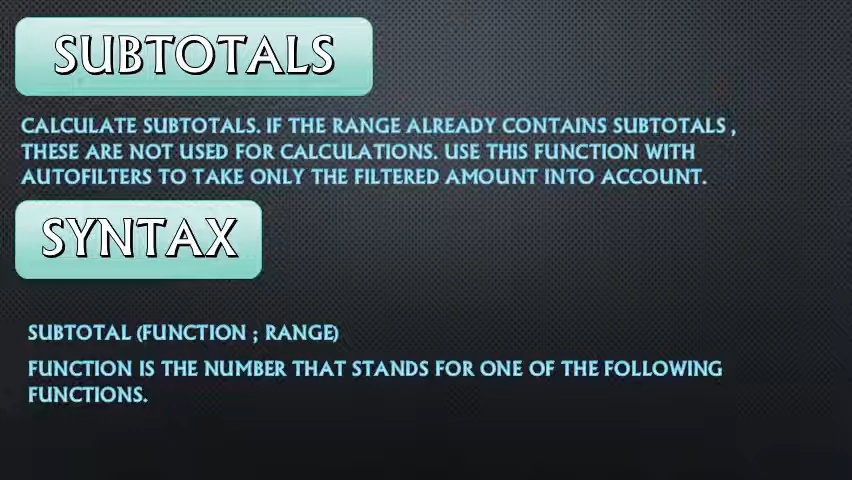 SUBTOTALS
CALCULATE SUBTOTALS. IF THE RANGE ALREADY CONTAINS SUBTOTALS ,
THESE ARE NOT USED FOR CALCULATIONS. USE THIS FUNCTION WITH
AUTOFILTERS TO TAKE ONLY THE FILTERED AMOUNT INTO ACCOUNT.
SYNTAX
SUBTOTAL (FUNCTION ; RANGE)
FUNCTION IS THE NUMBER THAT STANDS FOR ONE OF THE FOLLOWING
FUNCTIONS.